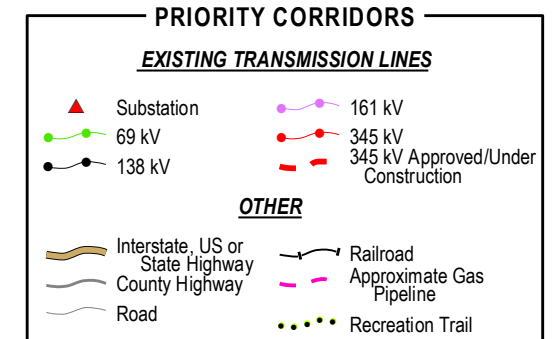 PRIORITY CORRIDORS
EXISTING TRANSMISSION LINES
Substation
69 kV
138 kV
161 kV
345 kV
345 kV Approved/Under
Construction
OTHER
Interstate, US or
State Highway
County Highway
Road
Railroad
Approximate Gas
Pipeline
Recreation Trail